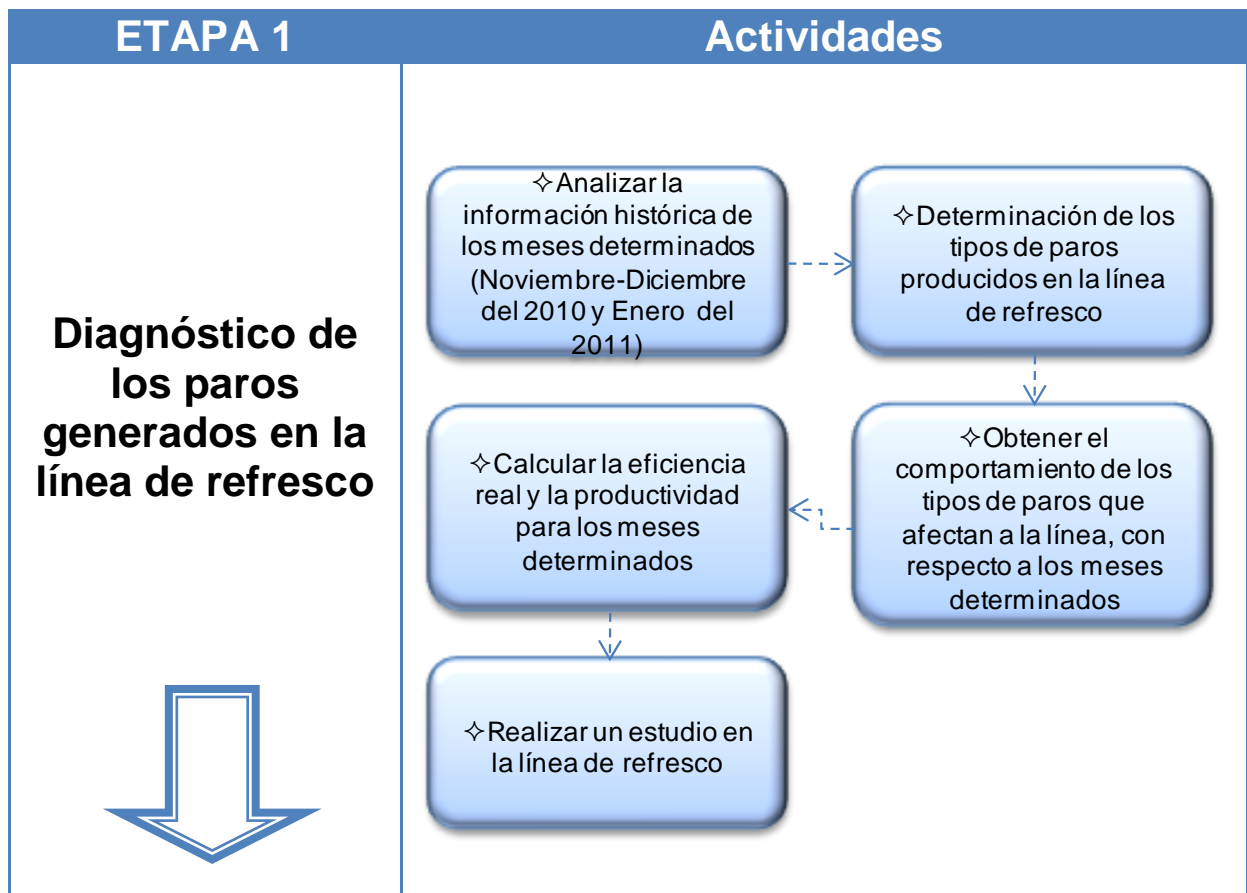 ETAPA 1
Actividades
Diagnóstico de
los paros
generados en la
línea de refresco
✧Analizar la
información histórica de
los meses determinados
(Noviembre-Diciembre
del 2010 y Enero del
2011)
✧Determinación de los
tipos de paros
producidos en la línea
de refresco
✧Obtener el
comportamiento de los
tipos de paros que
afectan a la línea, con
respecto a los meses
determinados
✧Calcular la eficiencia
real y la productividad
para los meses
determinados
✧Realizar un estudio en
la línea de refresco